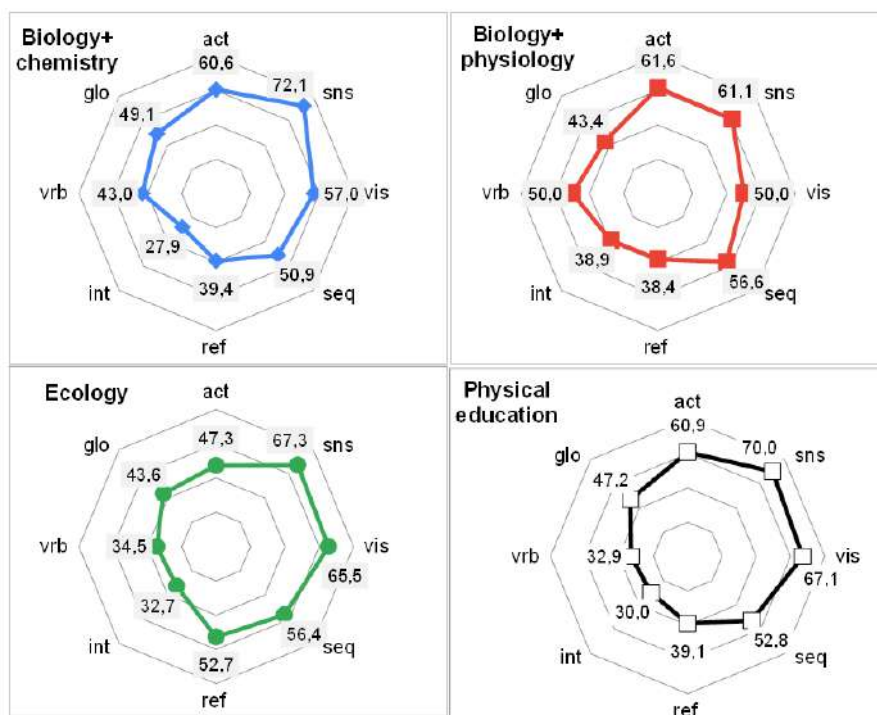 Biology+
chemistry
act
60,6
72,1
sns
glo
49,1
vrb
43,0
57,0
vis
27,9
50,9
int
39,4
seq
ref
Biology+
physiology
act
61,6
61,1
sns
glo
43,4
vrb
50,0
50,0
vis
38,9
38,4
56,6
int
seq
ref
Ecology
act
47,3
67,3
sns
glo
43,6
vrb
34,5
vis
65,5
32,7
56,4
int
52,7
seq
ref
Physical
education
act
60,9
70,0
sns
glo
47,2
vrb
32,9
vis
67,1
30,0
52,8
39,1
int
seq
ref